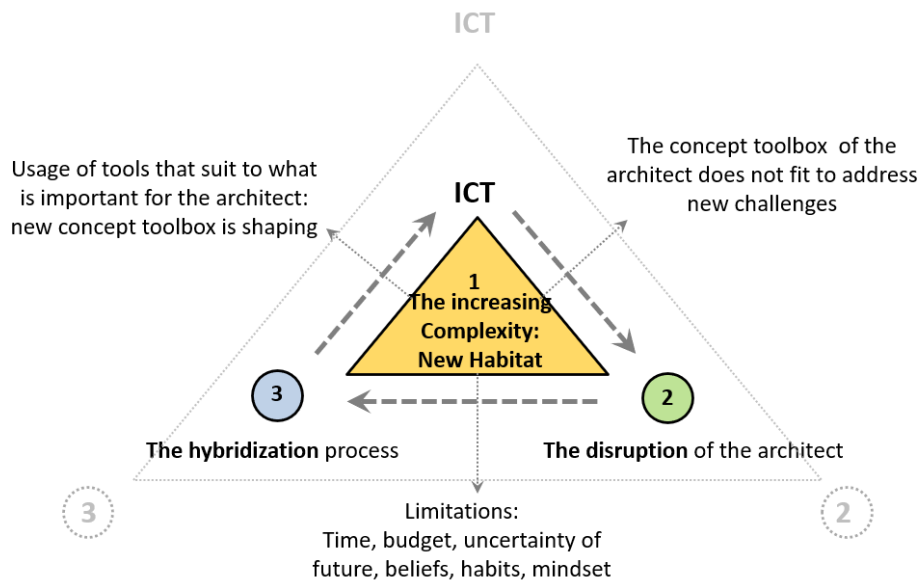 ICT
Usage of tools that suit to what
is important for the architect:
new concept toolbox is shaping
The concept toolbox of the
architect does not fit to address
new challenges
ICT
1
The increasing
Complexity:
New Habitat
3
2
The hybridization process
The disruption of the architect
3
2
Limitations:
Time, budget, uncertainty of
future, beliefs, habits, mindset